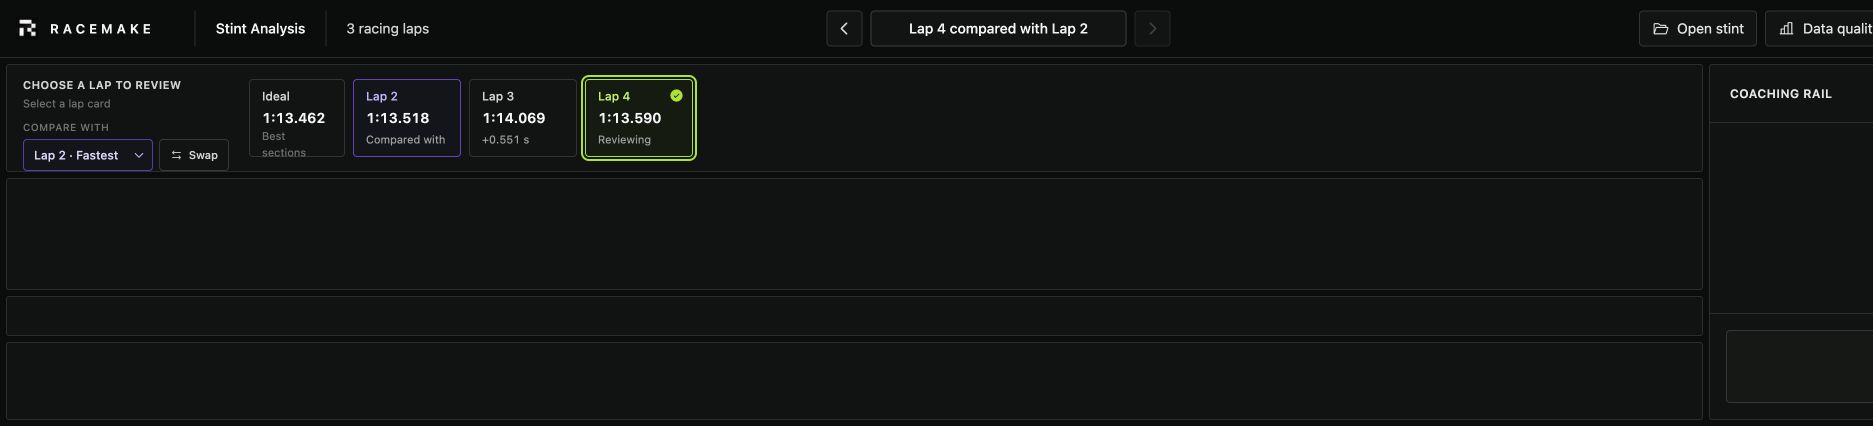 RACEMAKE
Stint Analysis
3 racing laps
Lap 4 compared with Lap 2
Open stint
Data qualit
CHOOSE A LAP TO REVIEW
Select a lap card
COMPARE WITH
Lap 2 · Fastest
Swap
Ideal
1:13.462
Best
sections
Lap 2
1:13.518
Compared with
Lap 3
1:14.069
+0.551 s
Lap 4
1:13.590
Reviewing
COACHING RAIL